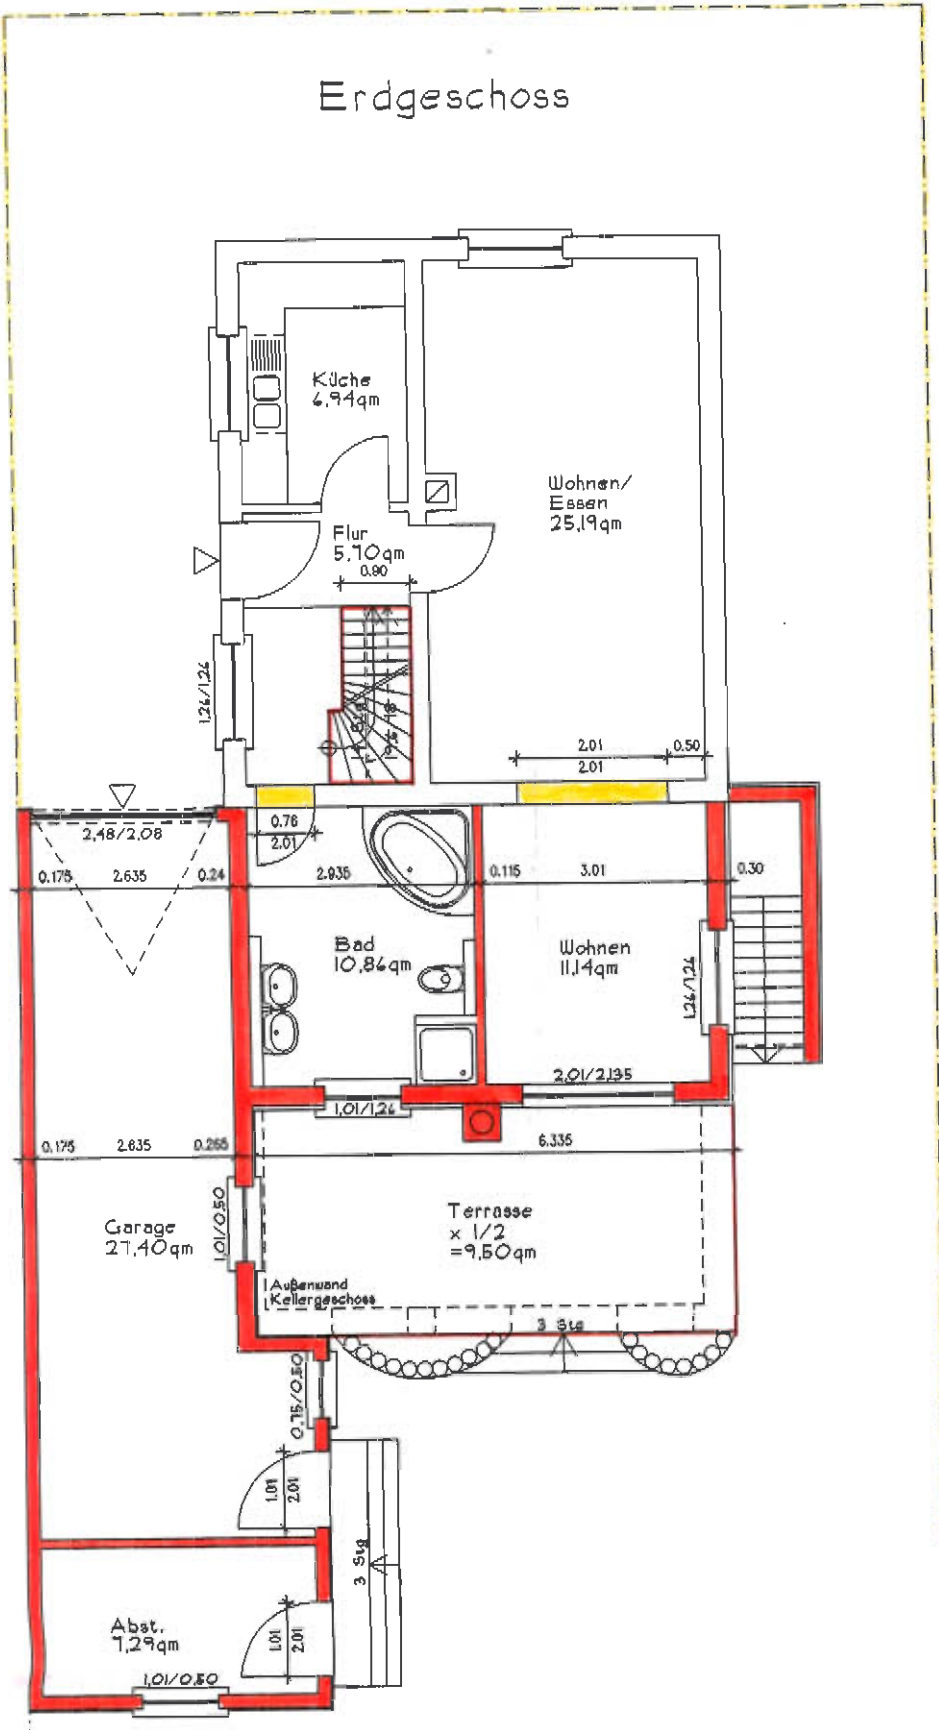 Erdgeschoss
Küche
6,94qm
Wohnen/
Essen
25,19qm
Flur
5,70qm
0.90
1,26/1,26
2.01
0.50
2.01
2,48/2,08
0.76
2.01
0.175
2.635
0.24
2.935
0.115
3.01
0.30
Bad
10,86qm
Wohnen
11,14qm
1,26/1,26
2,01/2,135
1,01/1,26
0.175
2.635
0.265
6.335
Garage
27,40qm
1,01/0,50
Terrasse
x 1/2
=9,50qm
Außenwand
Kellergeschoss
3 Stg
0,75/0,50
1.01
2.01
3 Stg
Abst.
7,29qm
1.01
2.01
1,01/0,50